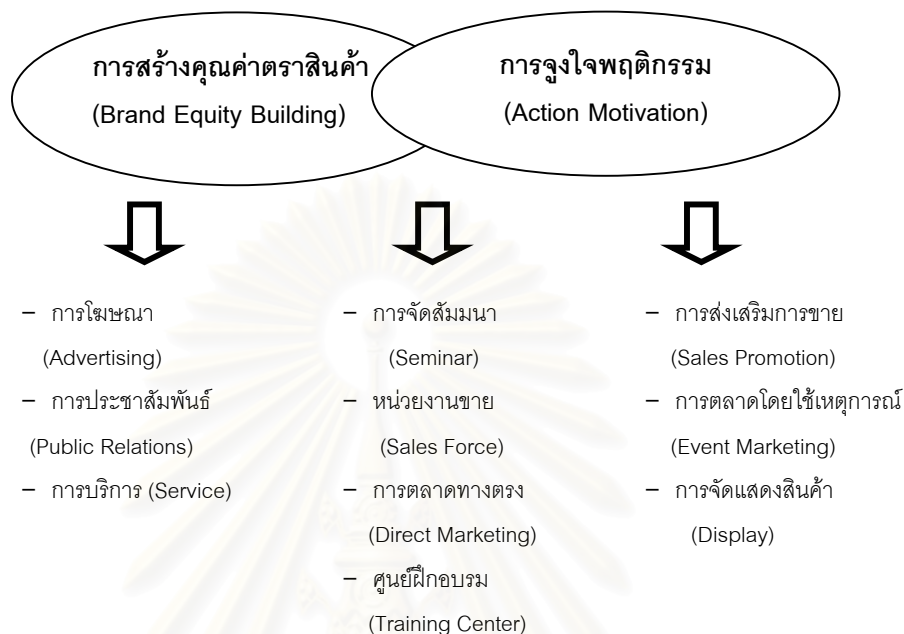 การสร้างคุณค่าตราสินค้า
(Brand Equity Building)
การจูงใจพฤติกรรม
(Action Motivation)
– การโฆษณา
(Advertising)
– การประชาสัมพันธ์
(Public Relations)
– การบริการ (Service)
– การจัดสัมมนา
(Seminar)
– หน่วยงานขาย
(Sales Force)
– การตลาดทางตรง
(Direct Marketing)
– ศูนย์ฝึกอบรม
(Training Center)
– การส่งเสริมการขาย
(Sales Promotion)
– การตลาดโดยใช้เหตุการณ์
(Event Marketing)
– การจัดแสดงสินค้า
(Display)